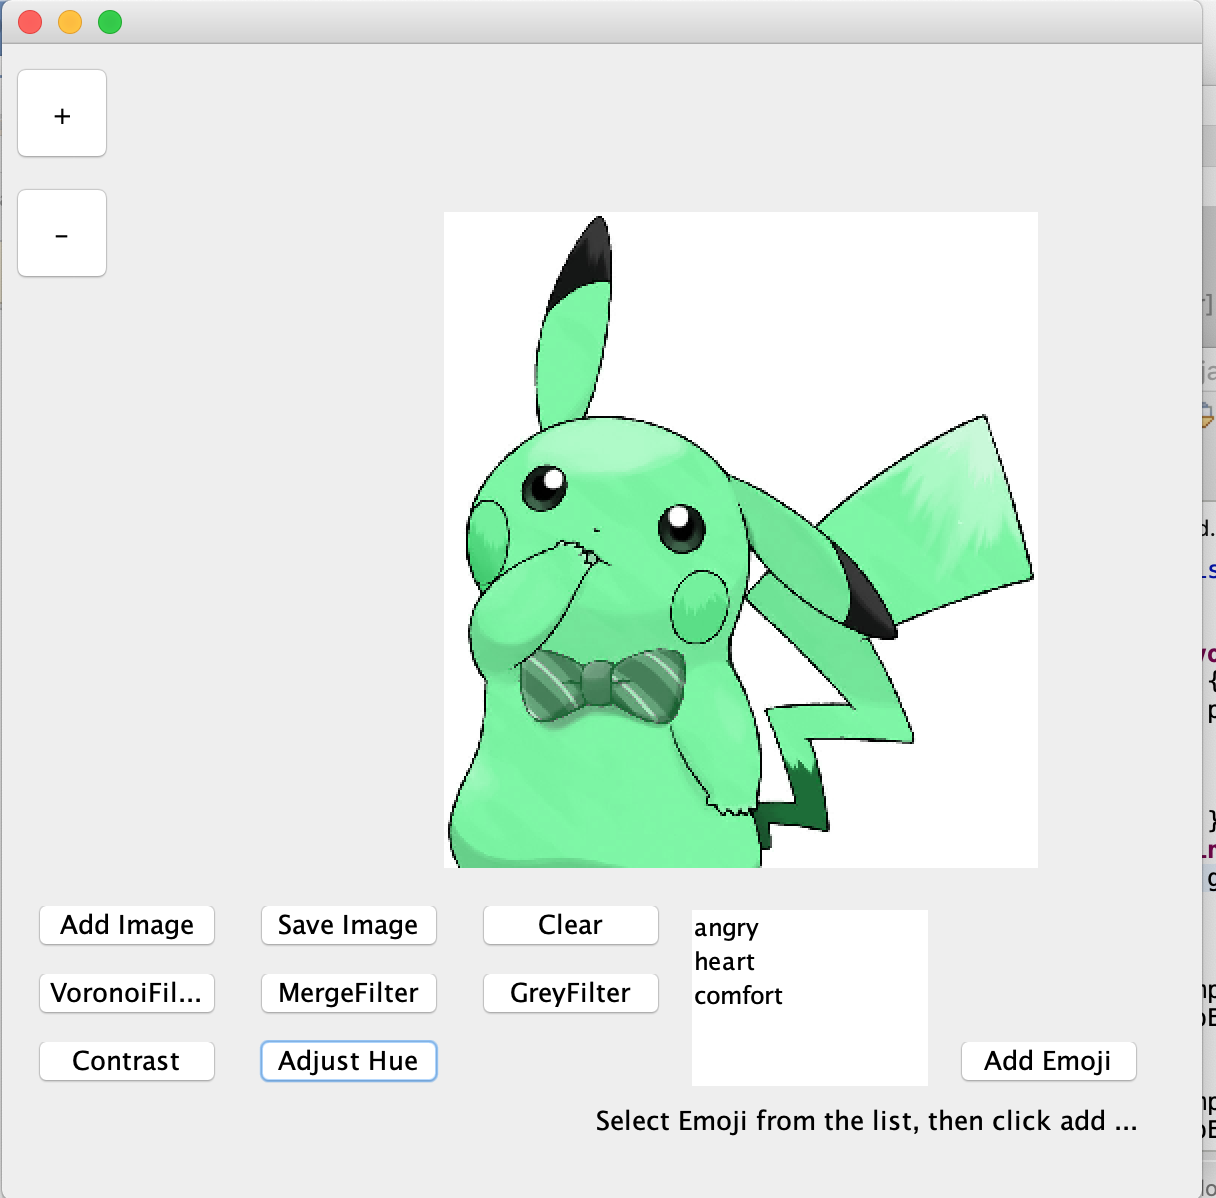 +
-
Add Image Save Image Clear
angry
heart
comfort
VoronoiFil... MergeFilter GreyFilter
Contrast Adjust Hue Add Emoji
Select Emoji from the list, then click add ...